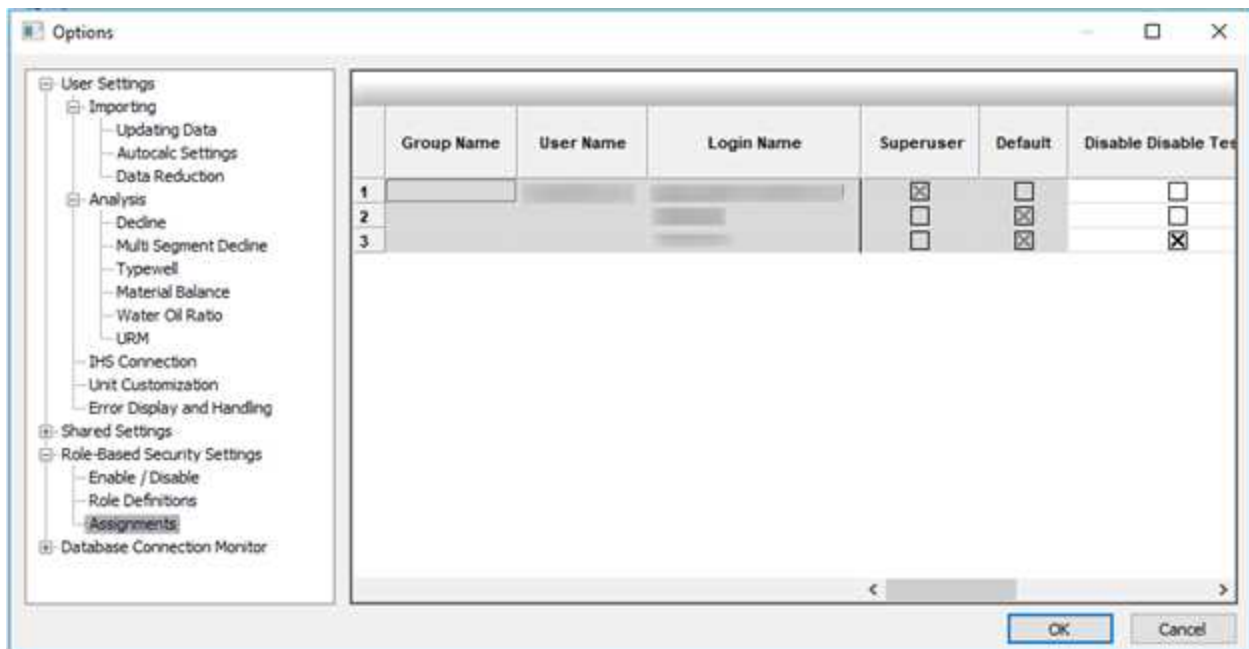 Options
User Settings
Importing
Updating Data
Autocalc Settings
Data Reduction
Analysis
Decline
Multi Segment Decline
Typewell
Material Balance
Water Oil Ratio
URM
IHS Connection
Unit Customization
Error Display and Handling
Shared Settings
Role-Based Security Settings
Enable / Disable
Role Definitions
Assignments
Database Connection Monitor
Group Name User Name Login Name Superuser Default Disable Disable Tes
1
2
3
OK Cancel